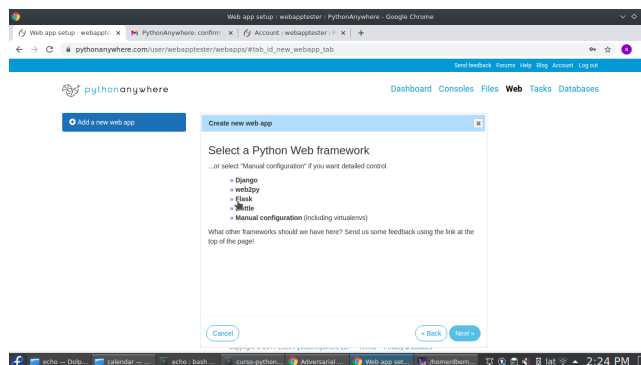 Web app setup : webapptester : PythonAnywhere - Google Chrome
Web app setup : webappte
PythonAnywhere: confirm
Account : webapptester : P
pythonanywhere.com/user/webapptester/webapps/#tab_id_new_webapp_tab
Send feedback Forums Help Blog Account Log out
pythonanywhere
Dashboard Consoles Files Web Tasks Databases
Add a new web app
Create new web app
Select a Python Web framework
...or select "Manual configuration" if you want detailed control.
» Django
» web2py
» Flask
» Bottle
» Manual configuration (including virtualenvs)
What other frameworks should we have here? Send us some feedback using the link at the
top of the page!
Cancel
« Back
Next »
echo — Dolp...
calendar — ...
echo : bash ...
curso-python...
Adversarial ...
Web app set...
/home/dbern...
lat
2:24 PM